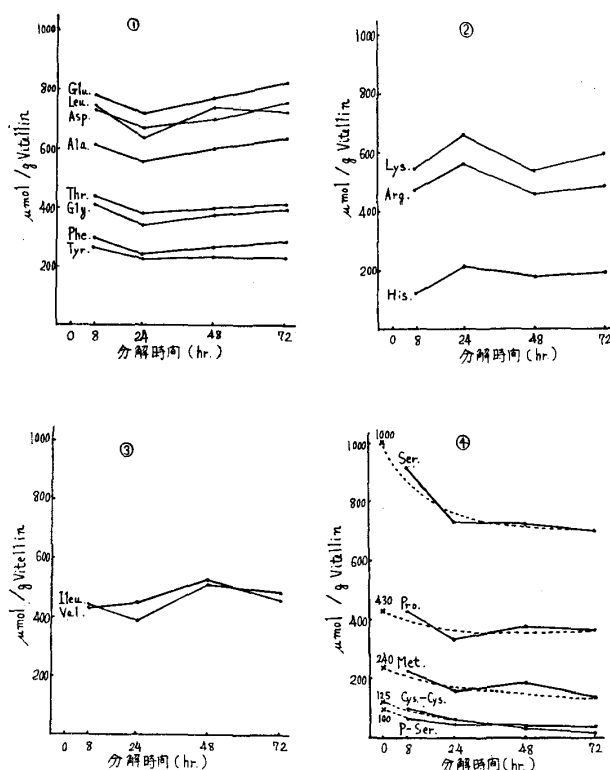 ①
1000
800
600
400
200
μmol/g Vitellin
Glu.
Leu.
Asp.
Ala.
Thr.
Gly.
Phe.
Tyr.
0 8 24 48 72
分解時間 (hr.)
②
1000
800
600
400
200
μmol/g Vitellin
Lys.
Arg.
His.
0 8 24 48 72
分解時間 (hr.)
③
1000
800
600
400
200
μmol/g Vitellin
Ileu.
Val.
0 8 24 48 72
分解時間 (hr.)
④
1000
800
600
400
200
μmol/g Vitellin
1000
Ser.
430
Pro.
240
Met.
125
Cys.-Cys.
100
P-Ser.
0 8 24 48 72
分解時間 (hr.)